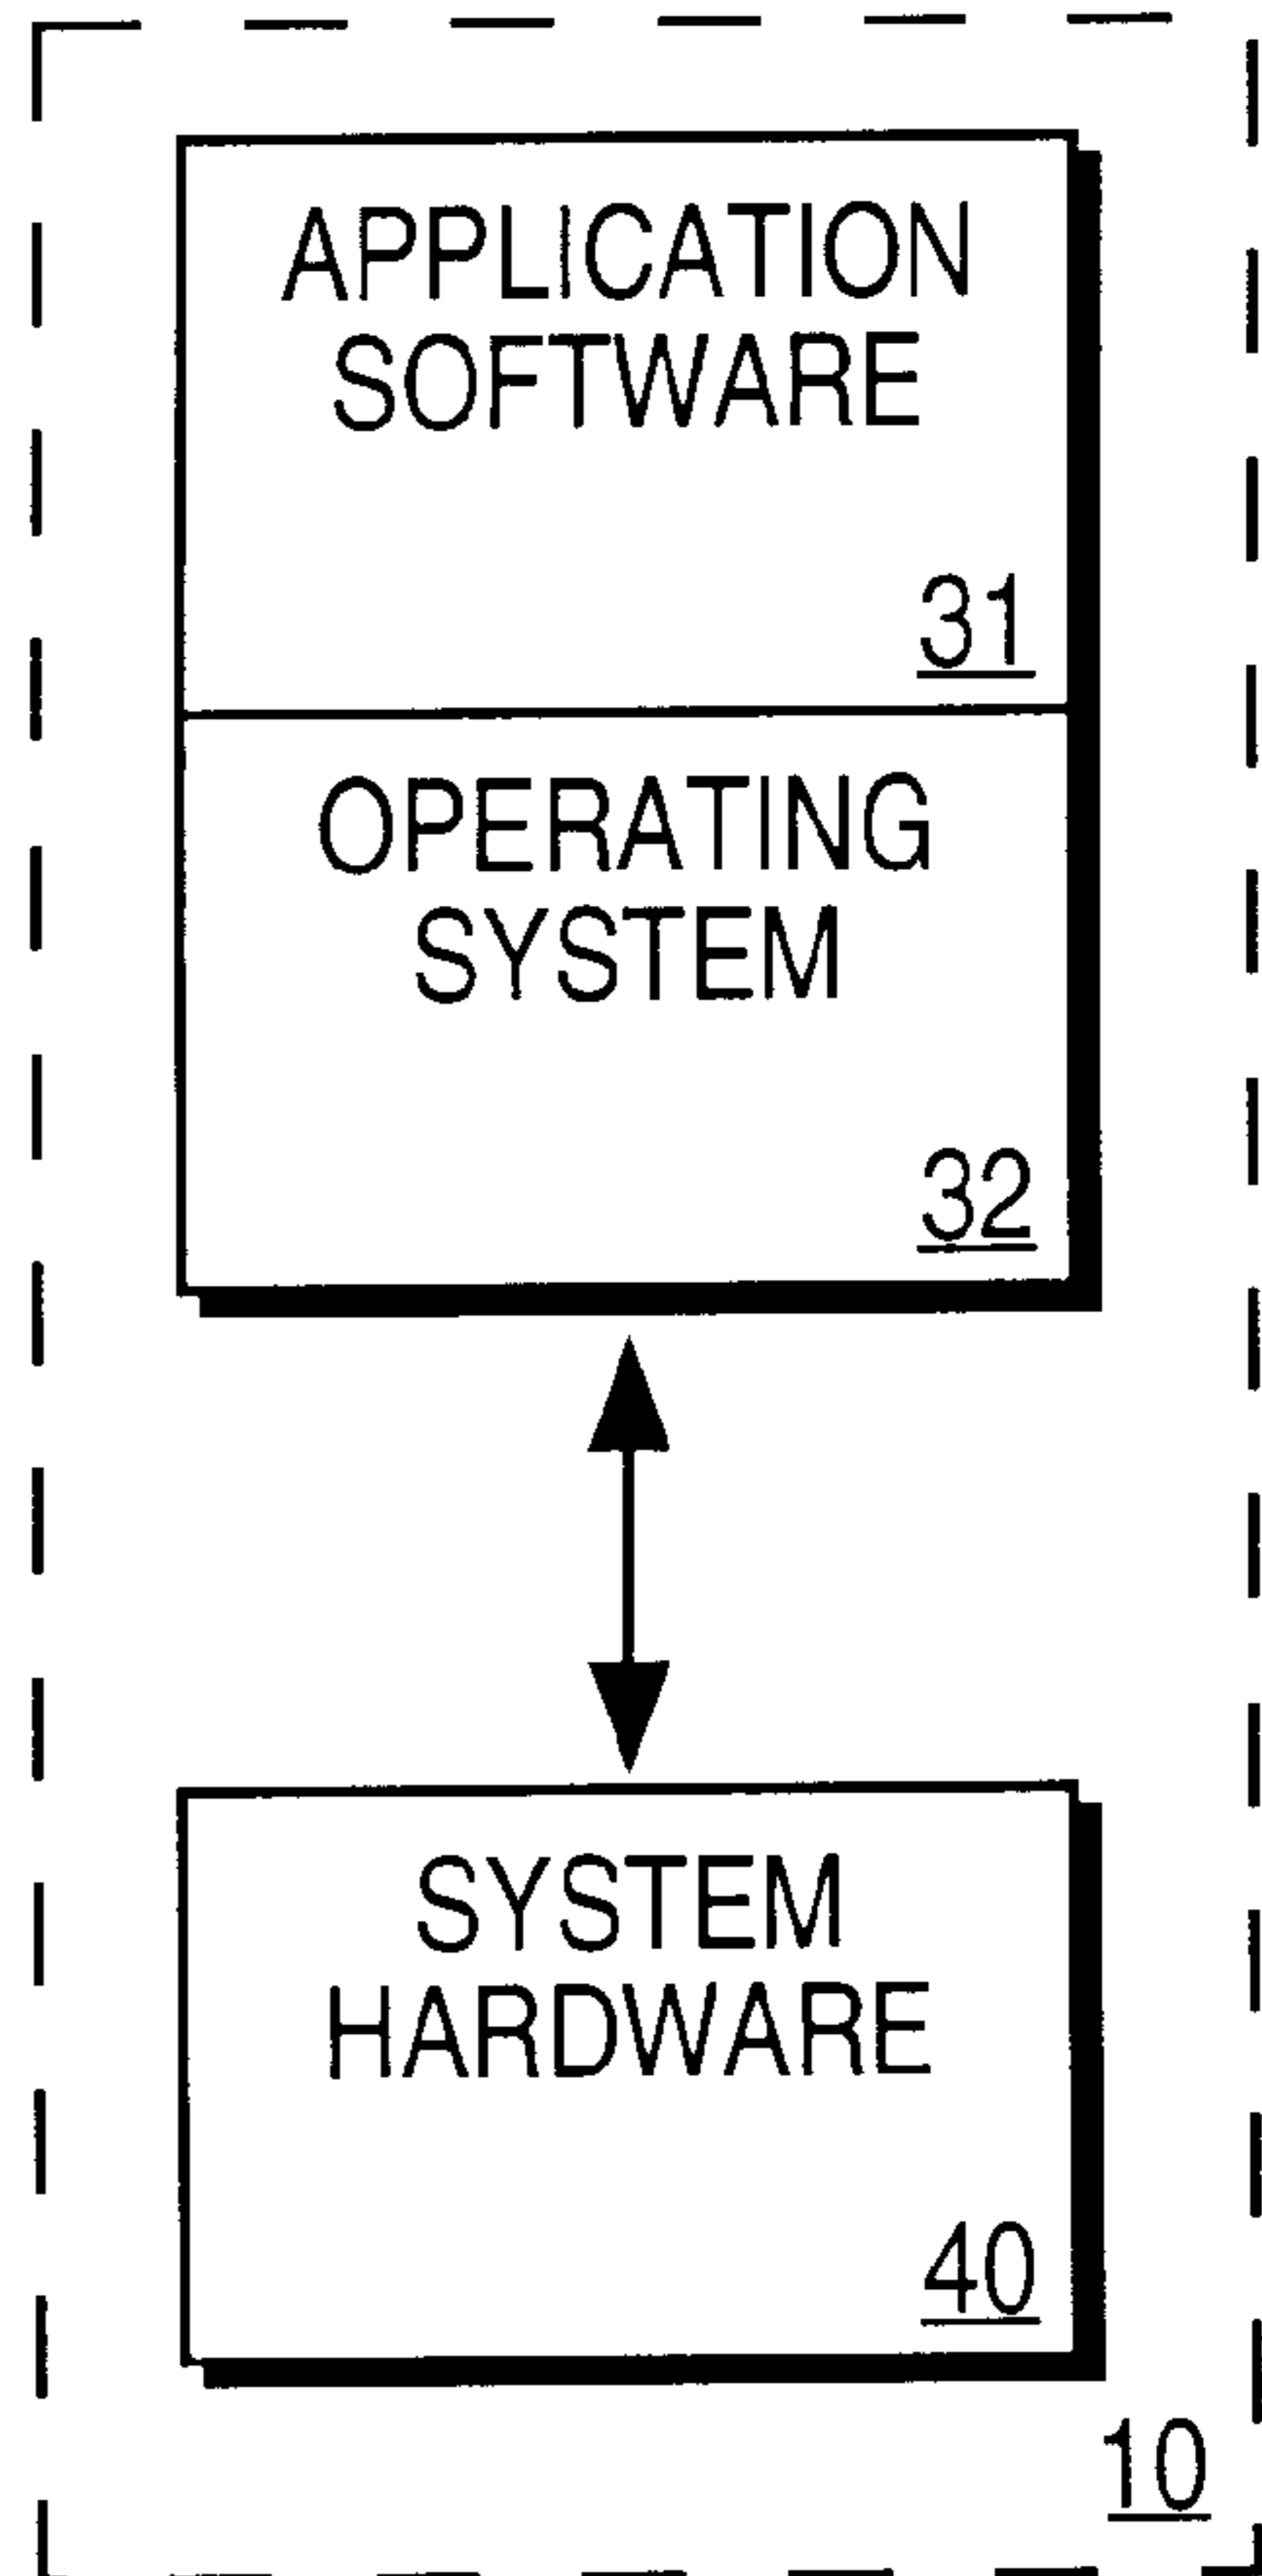 APPLICATION
SOFTWARE
31
OPERATING
SYSTEM
32
SYSTEM
HARDWARE
40
10